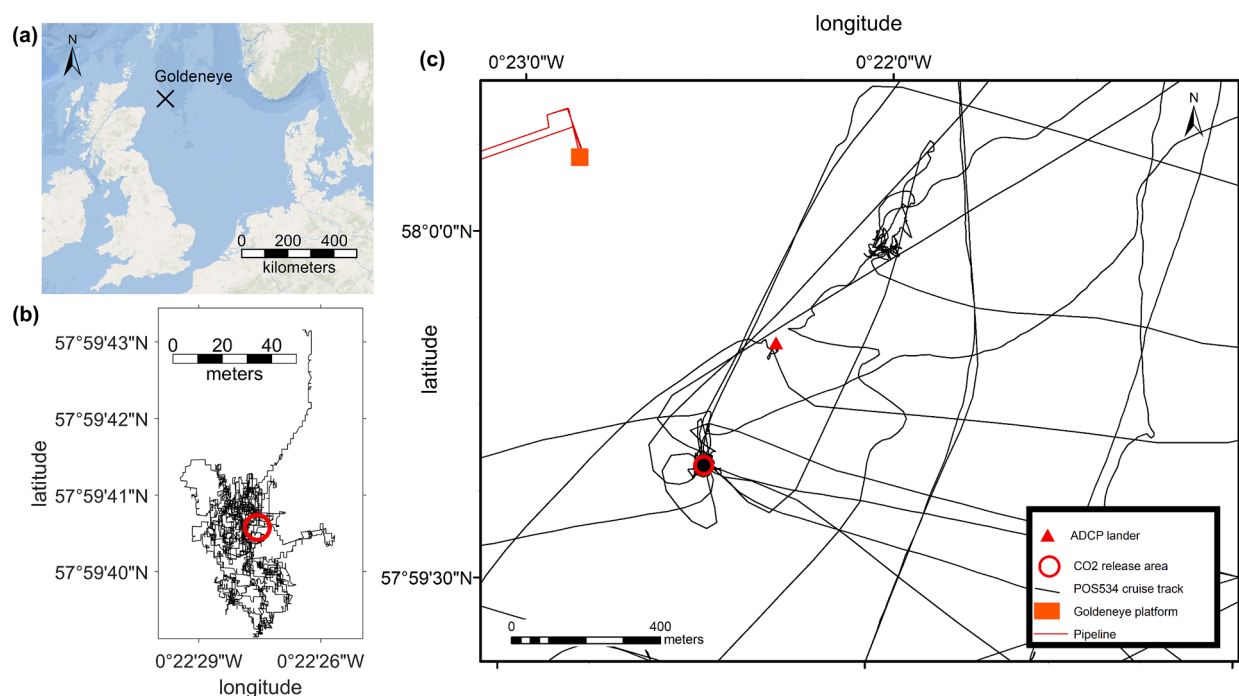 (a)
N
Goldeneye
0 200 400
kilometers
(b)
57°59'43"N
57°59'42"N
57°59'41"N
57°59'40"N
latitude
0 20 40
meters
0°22'29"W 0°22'26"W
longitude
(c)
longitude
0°23'0"W 0°22'0"W
N
58°0'0"N
latitude
57°59'30"N
0 400
meters
ADCP lander
CO2 release area
POS534 cruise track
Goldeneye platform
Pipeline